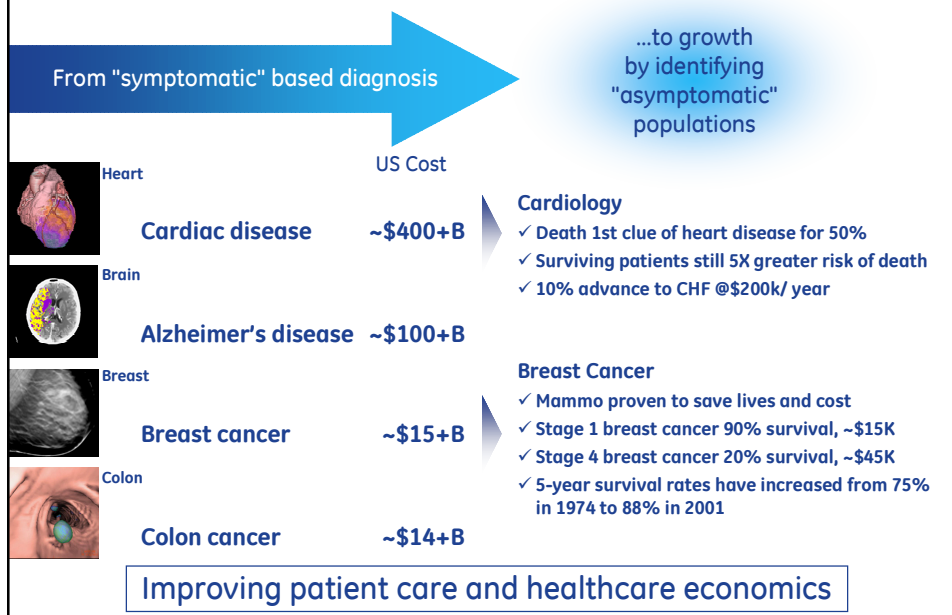 From "symptomatic" based diagnosis
...to growth
by identifying
"asymptomatic"
populations
US Cost
Heart
Cardiac disease ~$400+B
Brain
Alzheimer's disease ~$100+B
Breast
Breast cancer ~$15+B
Colon
Colon cancer ~$14+B
Cardiology
✓ Death 1st clue of heart disease for 50%
✓ Surviving patients still 5X greater risk of death
✓ 10% advance to CHF @$200k/ year
Breast Cancer
✓ Mammo proven to save lives and cost
✓ Stage 1 breast cancer 90% survival, ~$15K
✓ Stage 4 breast cancer 20% survival, ~$45K
✓ 5-year survival rates have increased from 75%
in 1974 to 88% in 2001
Improving patient care and healthcare economics